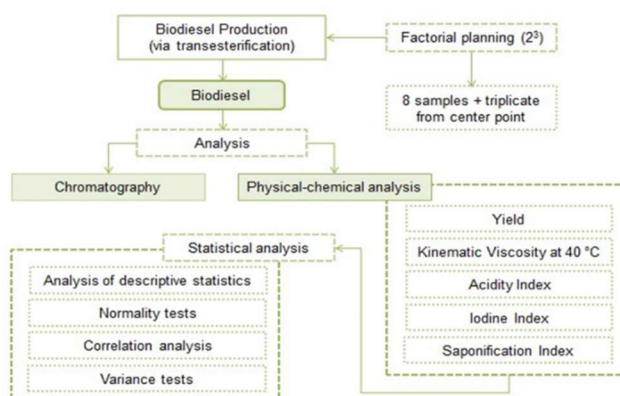 Biodiesel Production
(via transesterification)
Factorial planning (2³)
Biodiesel
8 samples + triplicate
from center point
Analysis
Chromatography
Physical-chemical analysis
Yield
Kinematic Viscosity at 40 °C
Acidity Index
Iodine Index
Saponification Index
Statistical analysis
Analysis of descriptive statistics
Normality tests
Correlation analysis
Variance tests